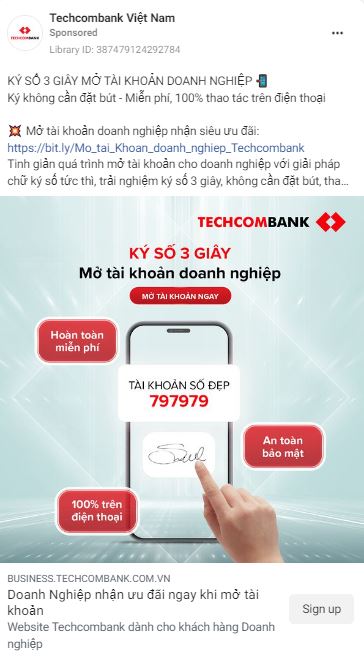 Techcombank Việt Nam
Sponsored
Library ID: 387479124292784
KÝ SỐ 3 GIÂY MỞ TÀI KHOẢN DOANH NGHIỆP 📲
Ký không cần đặt bút - Miễn phí, 100% thao tác trên điện thoại
💥 Mở tài khoản doanh nghiệp nhận siêu ưu đãi:
https://bit.ly/Mo_tai_Khoan_doanh_nghiep_Techcombank
Tinh giản quá trình mở tài khoản cho doanh nghiệp với giải pháp
chữ ký số tức thì, trải nghiệm ký số 3 giây, không cần đặt bút, tha...
TECHCOMBANK
TECHCOMBANK
KÝ SỐ 3 GIÂY
Mở tài khoản doanh nghiệp
MỞ TÀI KHOẢN NGAY
Hoàn toàn
miễn phí
TÀI KHOẢN SỐ ĐẸP
797979
An toàn
bảo mật
100% trên
điện thoại
BUSINESS.TECHCOMBANK.COM.VN
Doanh Nghiệp nhận ưu đãi ngay khi mở tài
khoản
Website Techcombank dành cho khách hàng Doanh
nghiệp
Sign up